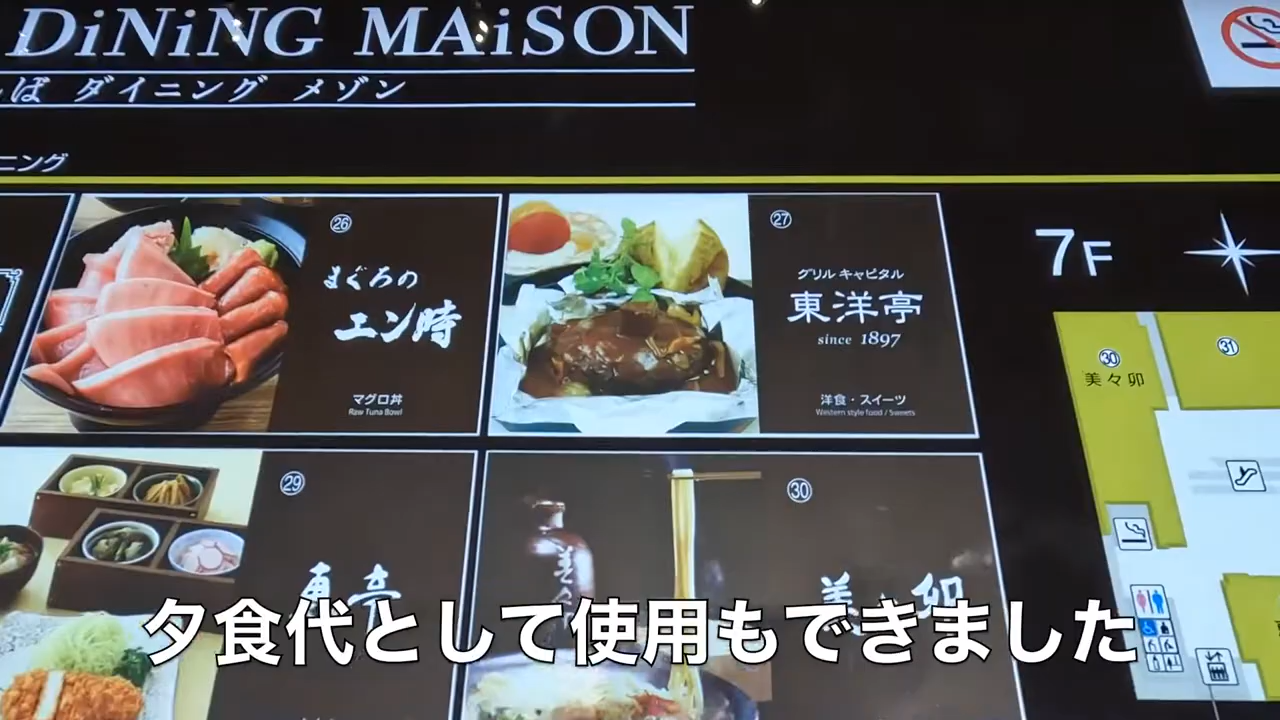 DiNiNG MAiSON
ぼ ダイニング メゾン
ニング
26
まぐろの
エン時
マグロ丼
Raw Tuna Bowl
27
グリル キャピタル
東洋亭
since 1897
洋食・スイーツ
Western style food / Sweets
7F
30
美々卯
31
29
30
夕食代として使用もできました